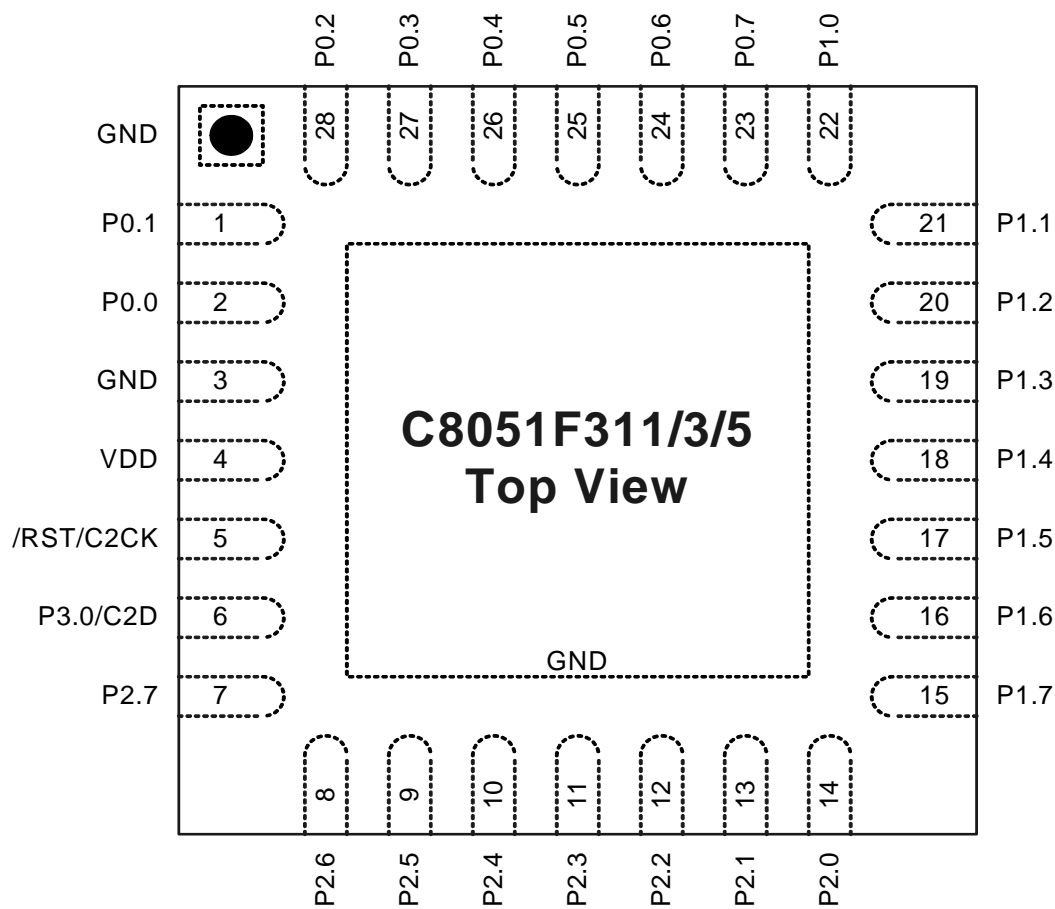 P0.2 P0.3 P0.4 P0.5 P0.6 P0.7 P1.0
28 27 26 25 24 23 22
GND
P0.1 1 21 P1.1
P0.0 2 20 P1.2
GND 3 19 P1.3
C8051F311/3/5
VDD 4 18 P1.4
Top View
/RST/C2CK 5 17 P1.5
P3.0/C2D 6 16 P1.6
GND
P2.7 7 15 P1.7
8 9 10 11 12 13 14
P2.6 P2.5 P2.4 P2.3 P2.2 P2.1 P2.0